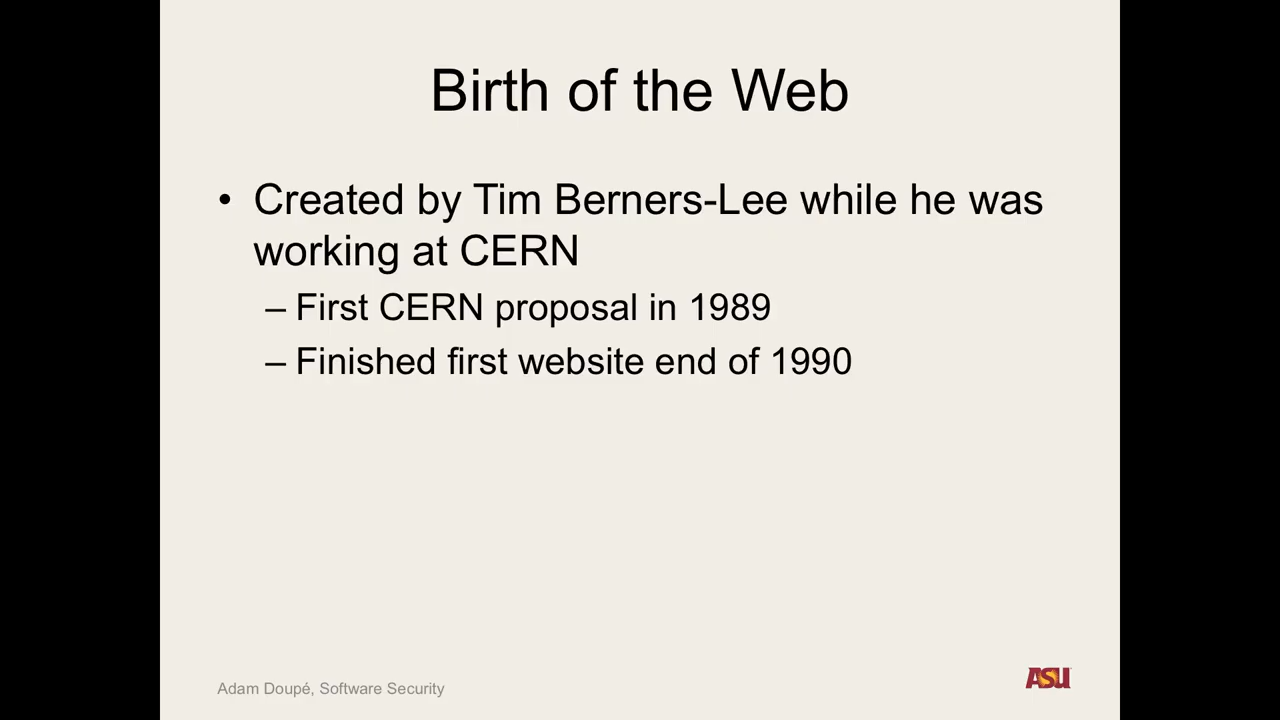 Birth of the Web
• Created by Tim Berners-Lee while he was
working at CERN
– First CERN proposal in 1989
– Finished first website end of 1990
Adam Doupé, Software Security
ASU